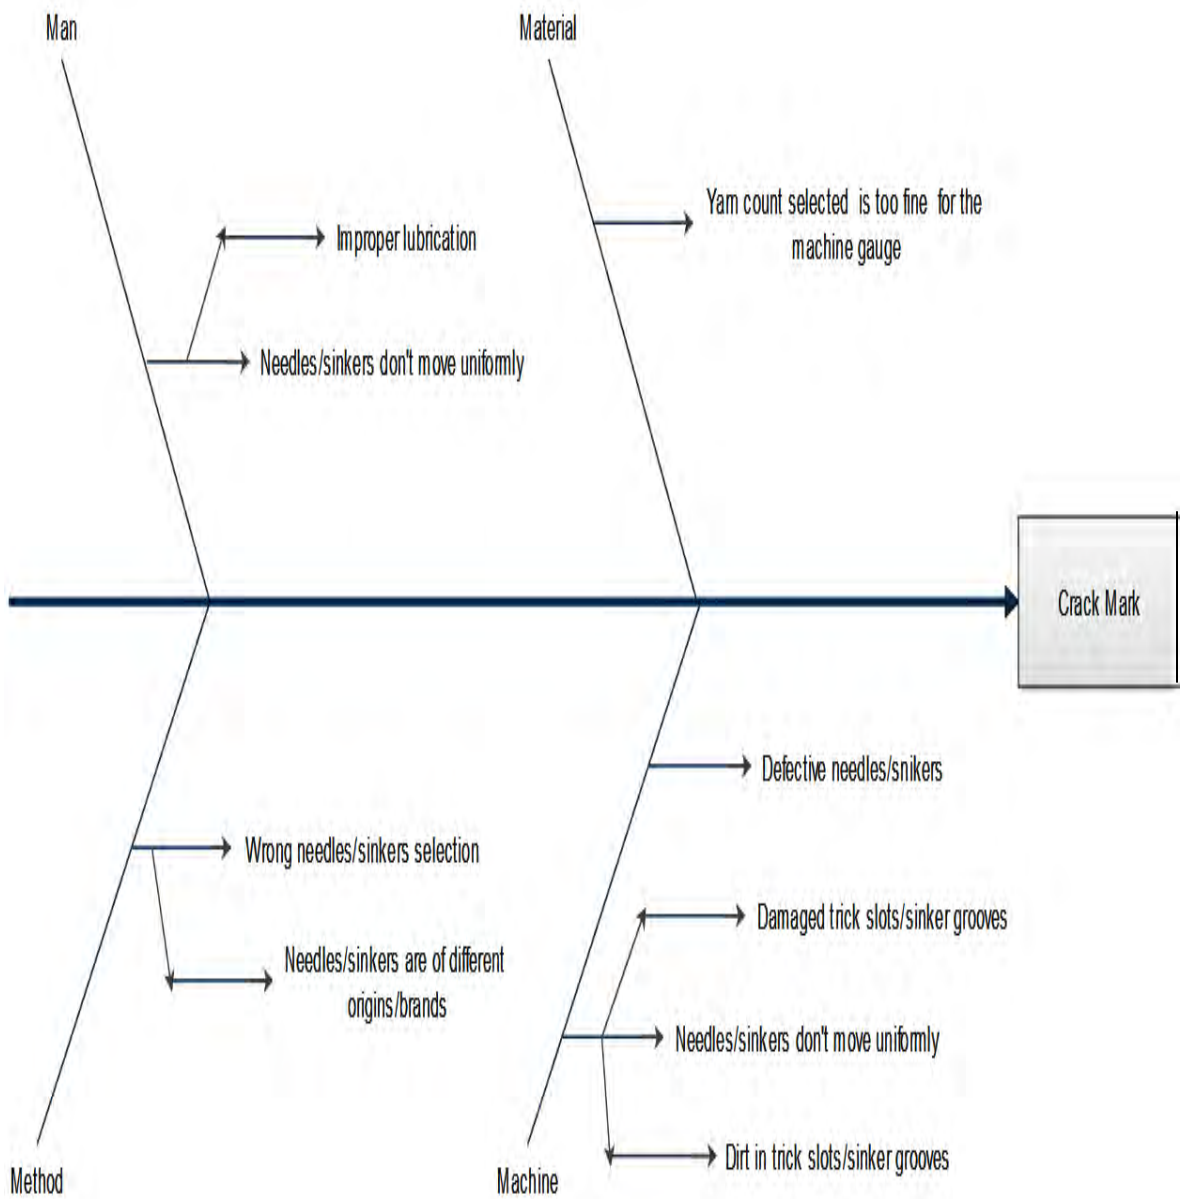 Man
Material
Yarn count selected is too fine for the
machine gauge
Improper lubrication
Needles/sinkers don't move uniformly
Crack Mark
Defective needles/snikers
Wrong needles/sinkers selection
Damaged trick slots/sinker grooves
Needles/sinkers are of different
origins/brands
Needles/sinkers don't move uniformly
Dirt in trick slots/sinker grooves
Method
Machine